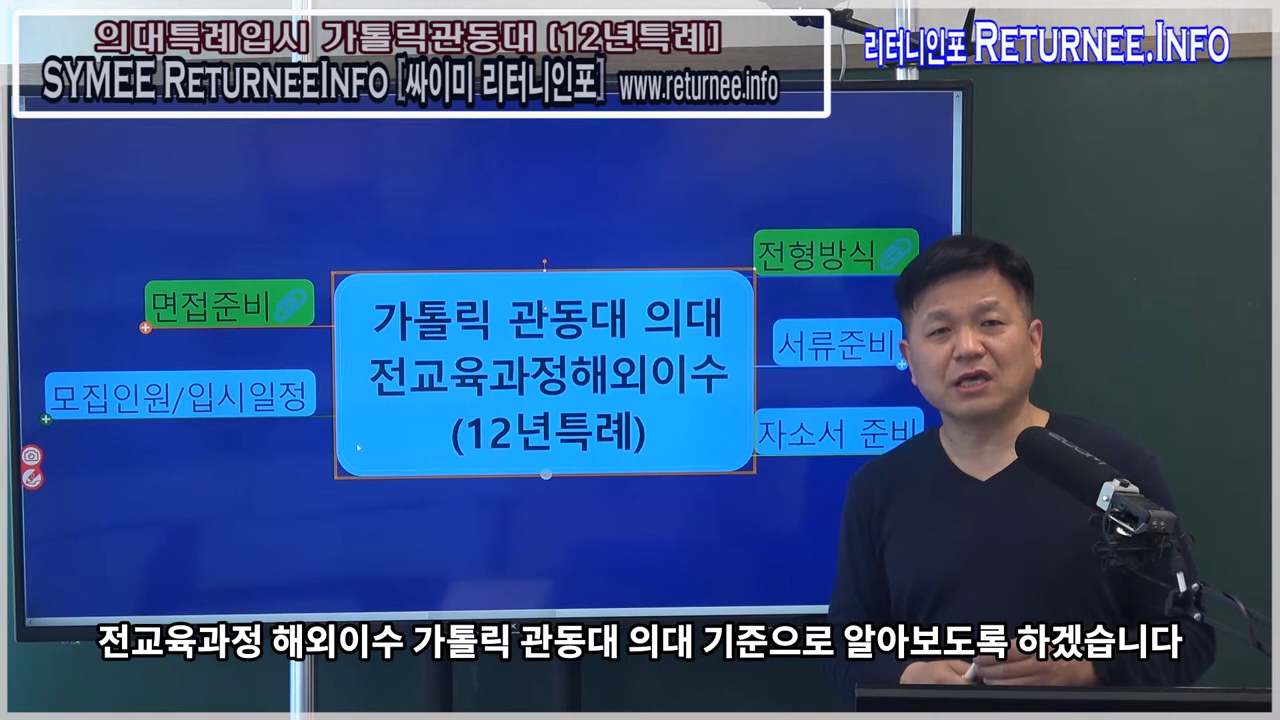 의대특례입시 가톨릭관동대 [12년특례]
SYMEE RETURNEEINFO [싸이미 리터니인포] www.returnee.info
리터니인포 RETURNEE.INFO
전형방식
면접준비
가톨릭 관동대 의대
전교육과정해외이수
(12년특례)
서류준비
모집인원/입시일정
자소서 준비
전교육과정 해외이수 가톨릭 관동대 의대 기준으로 알아보도록 하겠습니다